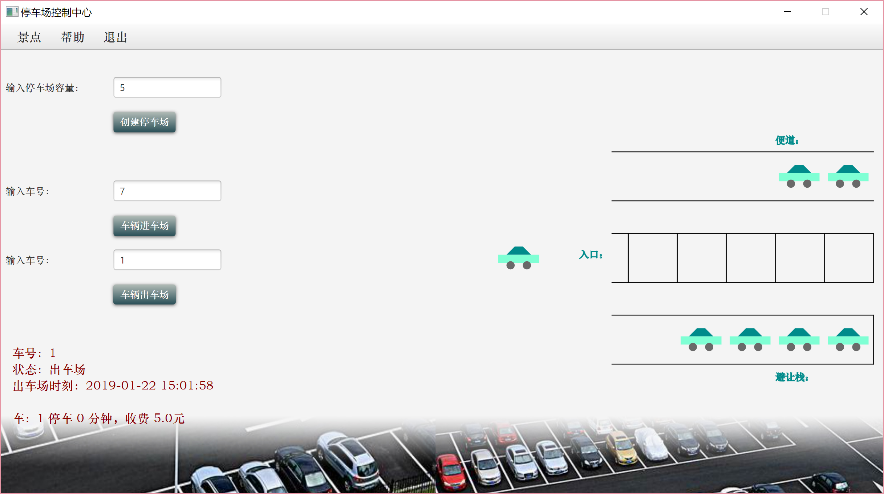 停车场控制中心
景点 帮助 退出
输入停车场容量: 5
创建停车场
便道:
输入车号: 7
车辆进车场
输入车号: 1
入口:
车辆出车场
车号: 1
状态: 出车场
出车场时刻: 2019-01-22 15:01:58
避让栈:
车: 1 停车 0 分钟, 收费 5.0元